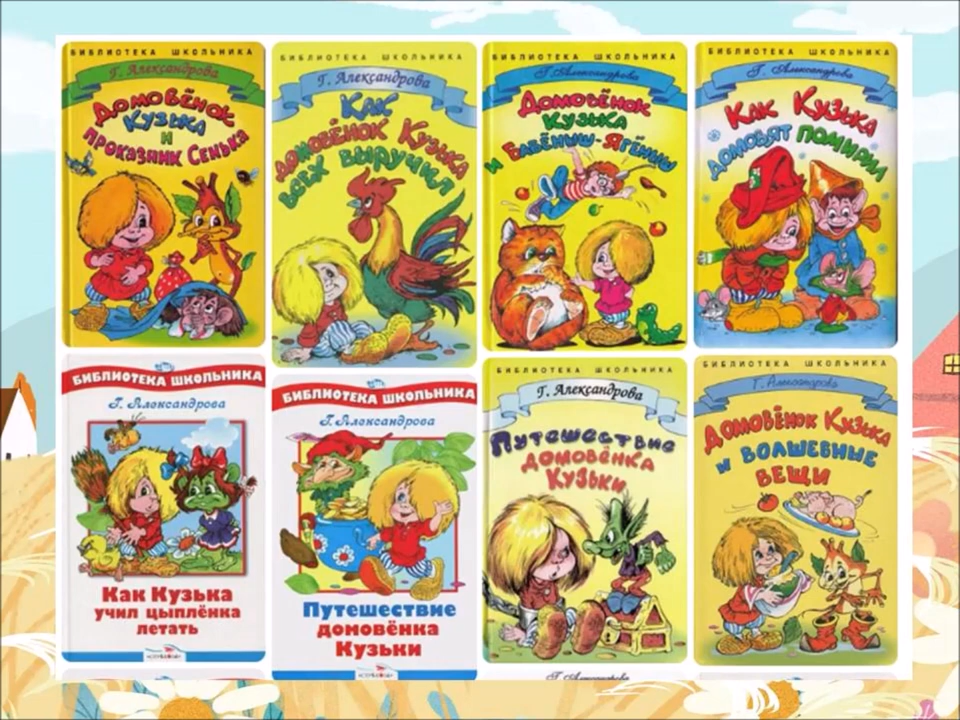 БИБЛИОТЕКА ШКОЛЬНИКА
Г. Александрова
Домовёнок
Кузька
и
проказник Сенька
БИБЛИОТЕКА ШКОЛЬНИКА
Г. Александрова
Как
домовёнок Кузька
всех выручил
БИБЛИОТЕКА ШКОЛЬНИКА
Г. Александрова
Домовёнок
Кузька
и Бабёныш-Ягёныш
БИБЛИОТЕКА ШКОЛЬНИКА
Г. Александрова
Как Кузька
домовят помирил
БИБЛИОТЕКА ШКОЛЬНИКА
Г. Александрова
Как Кузька
учил цыплёнка
летать
БИБЛИОТЕКА ШКОЛЬНИКА
Г. Александрова
Путешествие
домовёнка
Кузьки
БИБЛИОТЕКА ШКОЛЬНИКА
Г. Александрова
Путешествие
домовёнка
Кузьки
БИБЛИОТЕКА ШКОЛЬНИКА
Г. Александрова
Домовёнок Кузька
и волшебные
вещи
Г. Александрова